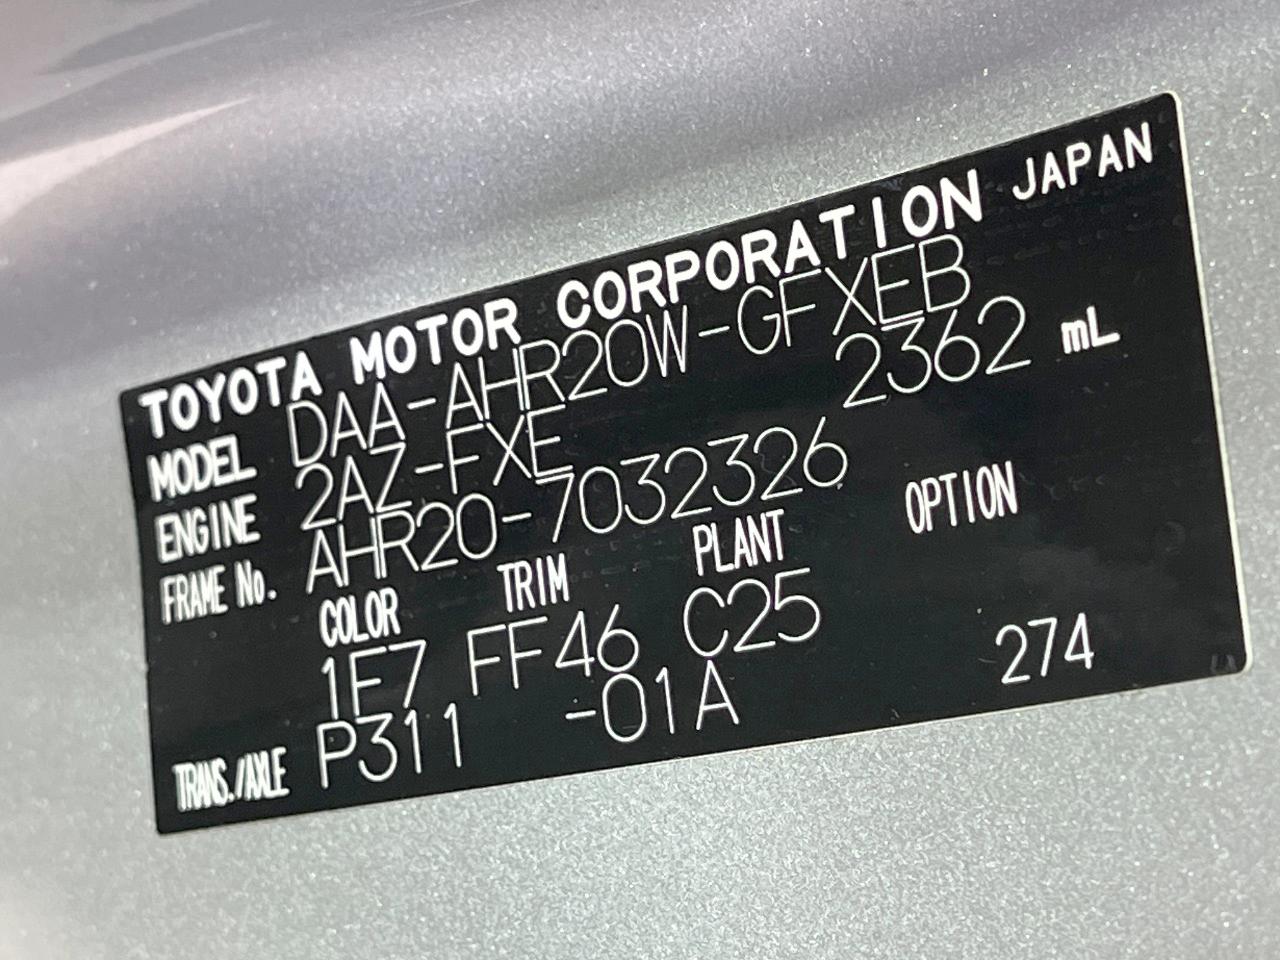 TOYOTA MOTOR CORPORATION JAPAN
MODEL DAA-AHR20W-GFXEB
ENGINE 2AZ-FXE 2362 mL
FRAME No. AHR20-7032326
COLOR TRIM PLANT OPTION
1F7 FF46 C25
TRANS./AXLE P311 -01A 274